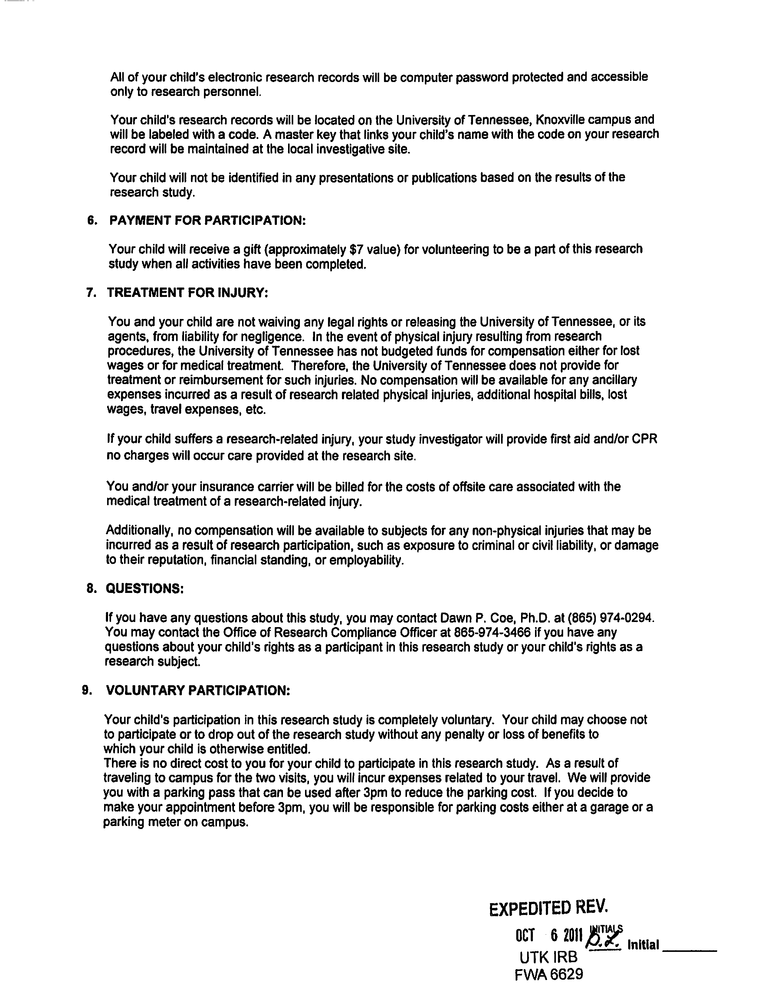 All of your child's electronic research records will be computer password protected and accessible
only to research personnel.
Your child's research records will be located on the University of Tennessee, Knoxville campus and
will be labeled with a code. A master key that links your child's name with the code on your research
record will be maintained at the local investigative site.
Your child will not be identified in any presentations or publications based on the results of the
research study.
6. PAYMENT FOR PARTICIPATION:
Your child will receive a gift (approximately $7 value) for volunteering to be a part of this research
study when all activities have been completed.
7. TREATMENT FOR INJURY:
You and your child are not waiving any legal rights or releasing the University of Tennessee, or its
agents, from liability for negligence. In the event of physical injury resulting from research
procedures, the University of Tennessee has not budgeted funds for compensation either for lost
wages or for medical treatment. Therefore, the University of Tennessee does not provide for
treatment or reimbursement for such injuries. No compensation will be available for any ancillary
expenses incurred as a result of research related physical injuries, additional hospital bills, lost
wages, travel expenses, etc.
If your child suffers a research-related injury, your study investigator will provide first aid and/or CPR
no charges will occur care provided at the research site.
You and/or your insurance carrier will be billed for the costs of offsite care associated with the
medical treatment of a research-related injury.
Additionally, no compensation will be available to subjects for any non-physical injuries that may be
incurred as a result of research participation, such as exposure to criminal or civil liability, or damage
to their reputation, financial standing, or employability.
8. QUESTIONS:
If you have any questions about this study, you may contact Dawn P. Coe, Ph.D. at (865) 974-0294.
You may contact the Office of Research Compliance Officer at 865-974-3466 if you have any
questions about your child's rights as a participant in this research study or your child's rights as a
research subject.
9. VOLUNTARY PARTICIPATION:
Your child's participation in this research study is completely voluntary. Your child may choose not
to participate or to drop out of the research study without any penalty or loss of benefits to
which your child is otherwise entitled.
There is no direct cost to you for your child to participate in this research study. As a result of
traveling to campus for the two visits, you will incur expenses related to your travel. We will provide
you with a parking pass that can be used after 3pm to reduce the parking cost. If you decide to
make your appointment before 3pm, you will be responsible for parking costs either at a garage or a
parking meter on campus.
EXPEDITED REV.
OCT 6 2011 INITIALS
Initial
UTK IRB
FWA 6629